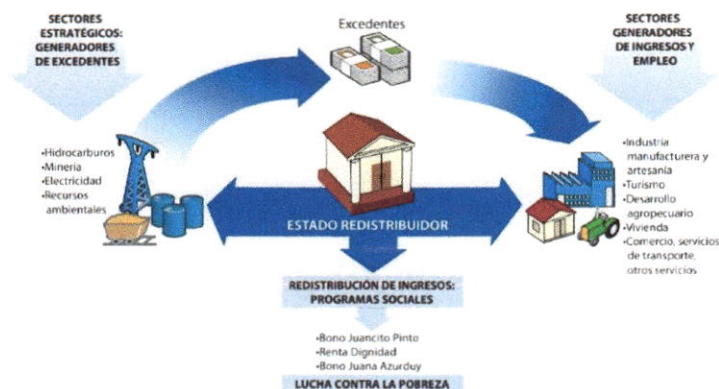 SECTORES
ESTRATÉGICOS:
GENERADORES
DE EXCEDENTES
Excedentes
SECTORES
GENERADORES
DE INGRESOS Y
EMPLEO
•Hidrocarburos
•Mineria
•Electricidad
•Recursos
ambientales
•Industria
manufacturera y
artesanía
•Turismo
•Desarrollo
agropecuario
•Vivienda
•Comercio, servicios
de transporte,
otros servicios
ESTADO REDISTRIBUIDOR
REDISTRIBUCIÓN DE INGRESOS:
PROGRAMAS SOCIALES
•Bono Juancito Pinto
•Renta Dignidad
•Bono Juana Azurduy
LUCHA CONTRA LA POBREZA